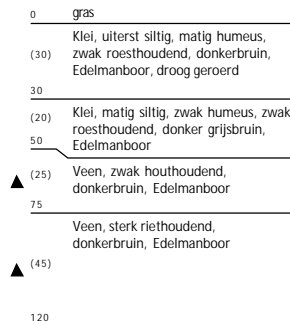 0 gras
Klei, uiterst siltig, matig humeus,
(30) zwak roesthoudend, donkerbruin,
Edelmanboor, droog geroerd
30
(20) Klei, matig siltig, zwak humeus, zwak
roesthoudend, donker grijsbruin,
50 Edelmanboor
(25) Veen, zwak houthoudend,
donkerbruin, Edelmanboor
75
Veen, sterk riethoudend,
donkerbruin, Edelmanboor
(45)
120